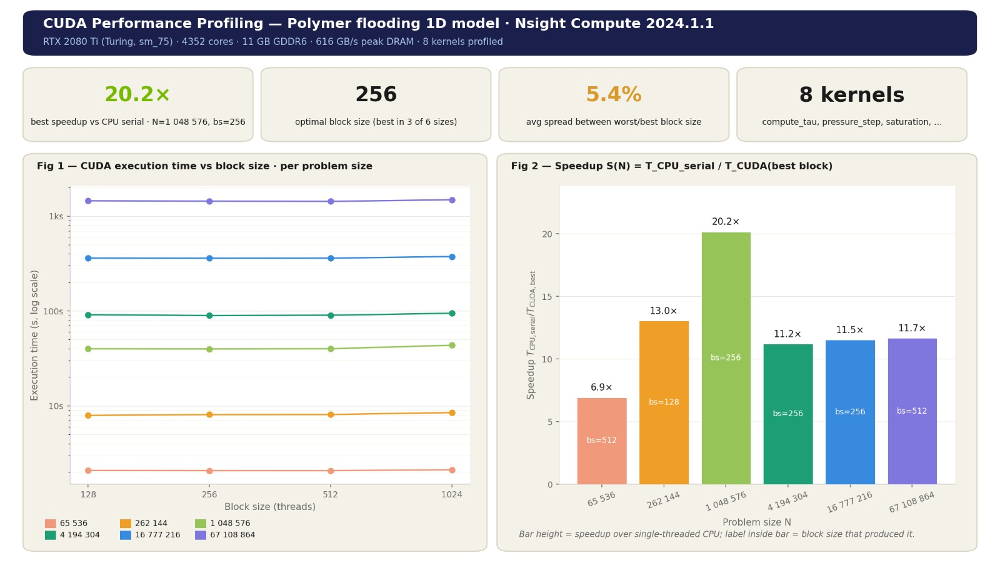 CUDA Performance Profiling — Polymer flooding 1D model · Nsight Compute 2024.1.1
RTX 2080 Ti (Turing, sm_75) · 4352 cores · 11 GB GDDR6 · 616 GB/s peak DRAM · 8 kernels profiled
20.2×
best speedup vs CPU serial · N=1 048 576, bs=256
256
optimal block size (best in 3 of 6 sizes)
5.4%
avg spread between worst/best block size
8 kernels
compute_tau, pressure_step, saturation, ...
Fig 1 — CUDA execution time vs block size · per problem size
Execution time (s, log scale)
1ks
100s
10s
128
256
512
1024
Block size (threads)
65 536
262 144
1 048 576
4 194 304
16 777 216
67 108 864
Fig 2 — Speedup S(N) = T_CPU_serial / T_CUDA(best block)
Speedup T_CPU,serial/T_CUDA,best
20
15
10
5
0
6.9×
13.0×
20.2×
11.2×
11.5×
11.7×
bs=512
bs=128
bs=256
bs=256
bs=256
bs=512
65 536
262 144
1 048 576
4 194 304
16 777 216
67 108 864
Problem size N
Bar height = speedup over single-threaded CPU; label inside bar = block size that produced it.